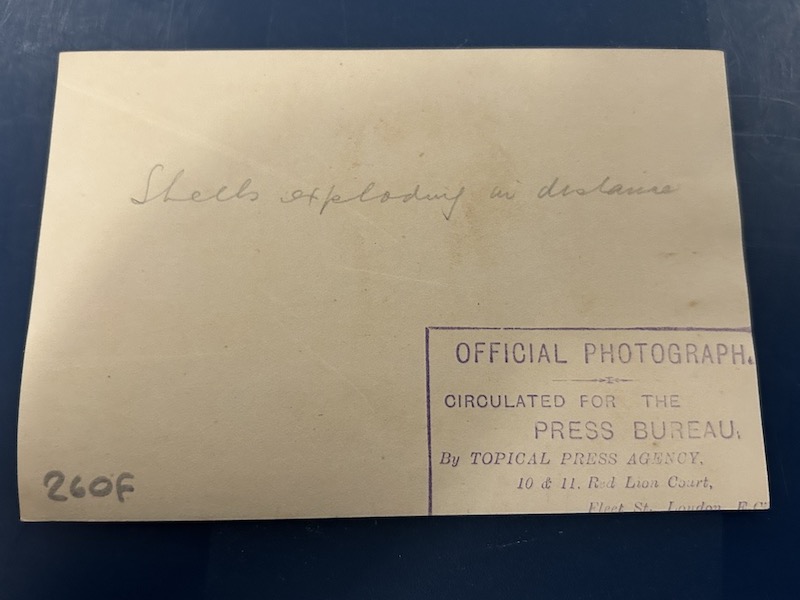 Shells exploding in distance
OFFICIAL PHOTOGRAPH.
CIRCULATED FOR THE
PRESS BUREAU,
By TOPICAL PRESS AGENCY,
10 & 11, Red Lion Court,
Fleet St. London, E.C
260F